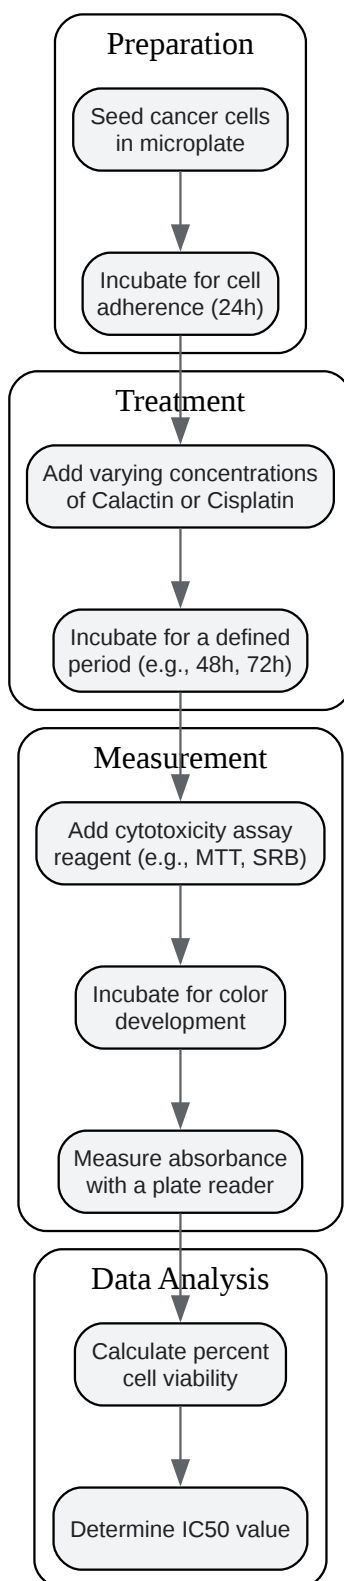 Preparation
Seed cancer cells
in microplate
Incubate for cell
adherence (24h)
Treatment
Add varying concentrations
of Calactin or Cisplatin
Incubate for a defined
period (e.g., 48h, 72h)
Measurement
Add cytotoxicity assay
reagent (e.g., MTT, SRB)
Incubate for color
development
Measure absorbance
with a plate reader
Data Analysis
Calculate percent
cell viability
Determine IC50 value